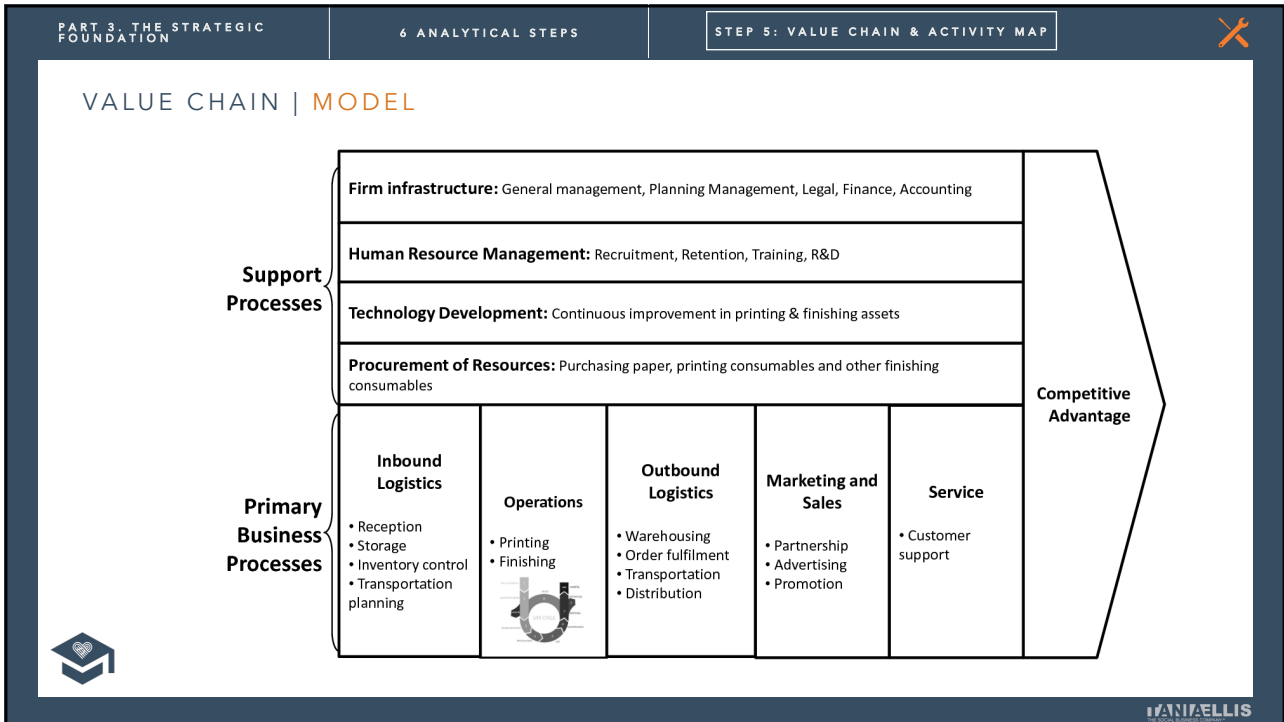 PART 3. THE STRATEGIC
FOUNDATION
6 ANALYTICAL STEPS
STEP 5: VALUE CHAIN & ACTIVITY MAP
VALUE CHAIN | MODEL
Support
Processes
Firm infrastructure: General management, Planning Management, Legal, Finance, Accounting
Human Resource Management: Recruitment, Retention, Training, R&D
Technology Development: Continuous improvement in printing & finishing assets
Procurement of Resources: Purchasing paper, printing consumables and other finishing
consumables
Competitive
Advantage
Primary
Business
Processes
Inbound
Logistics
• Reception
• Storage
• Inventory control
• Transportation
planning
Operations
• Printing
• Finishing
Outbound
Logistics
• Warehousing
• Order fulfilment
• Transportation
• Distribution
Marketing and
Sales
• Partnership
• Advertising
• Promotion
Service
• Customer
support
TANIAELLIS
THE SOCIAL BUSINESS COMPANY